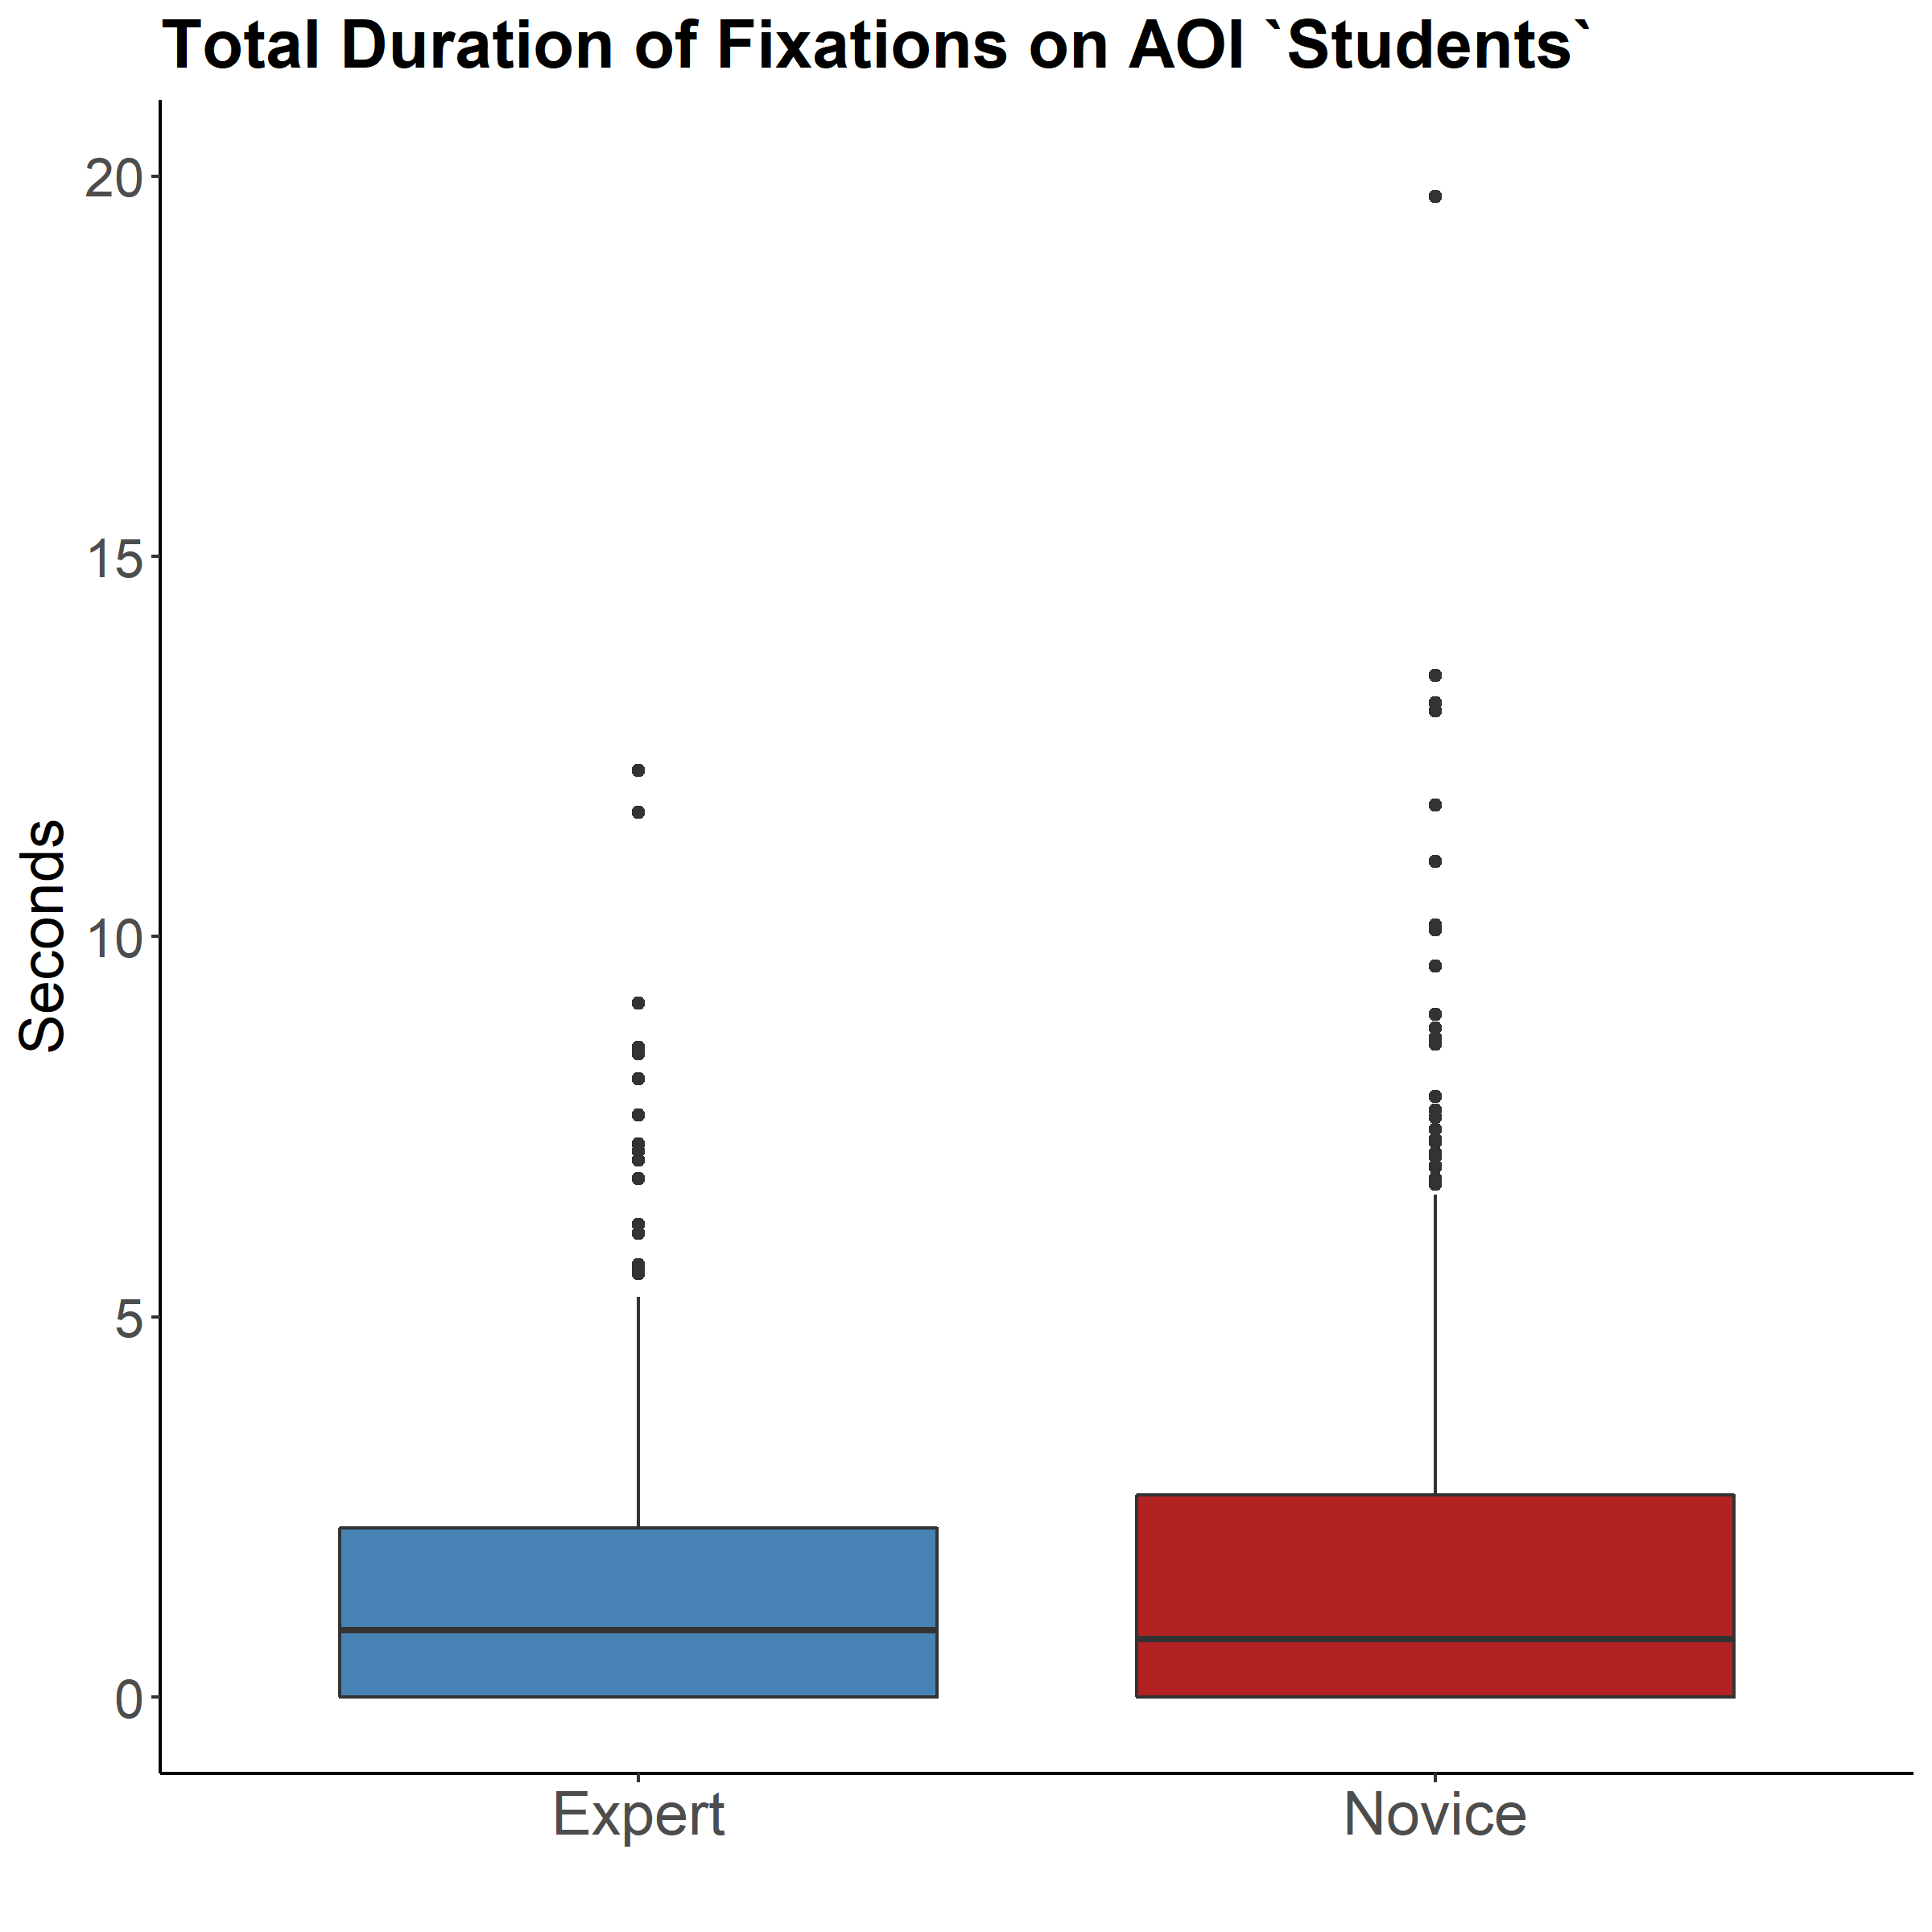 Total Duration of Fixations on AOI `Students`
20
15
10
5
0
Seconds
Expert
Novice